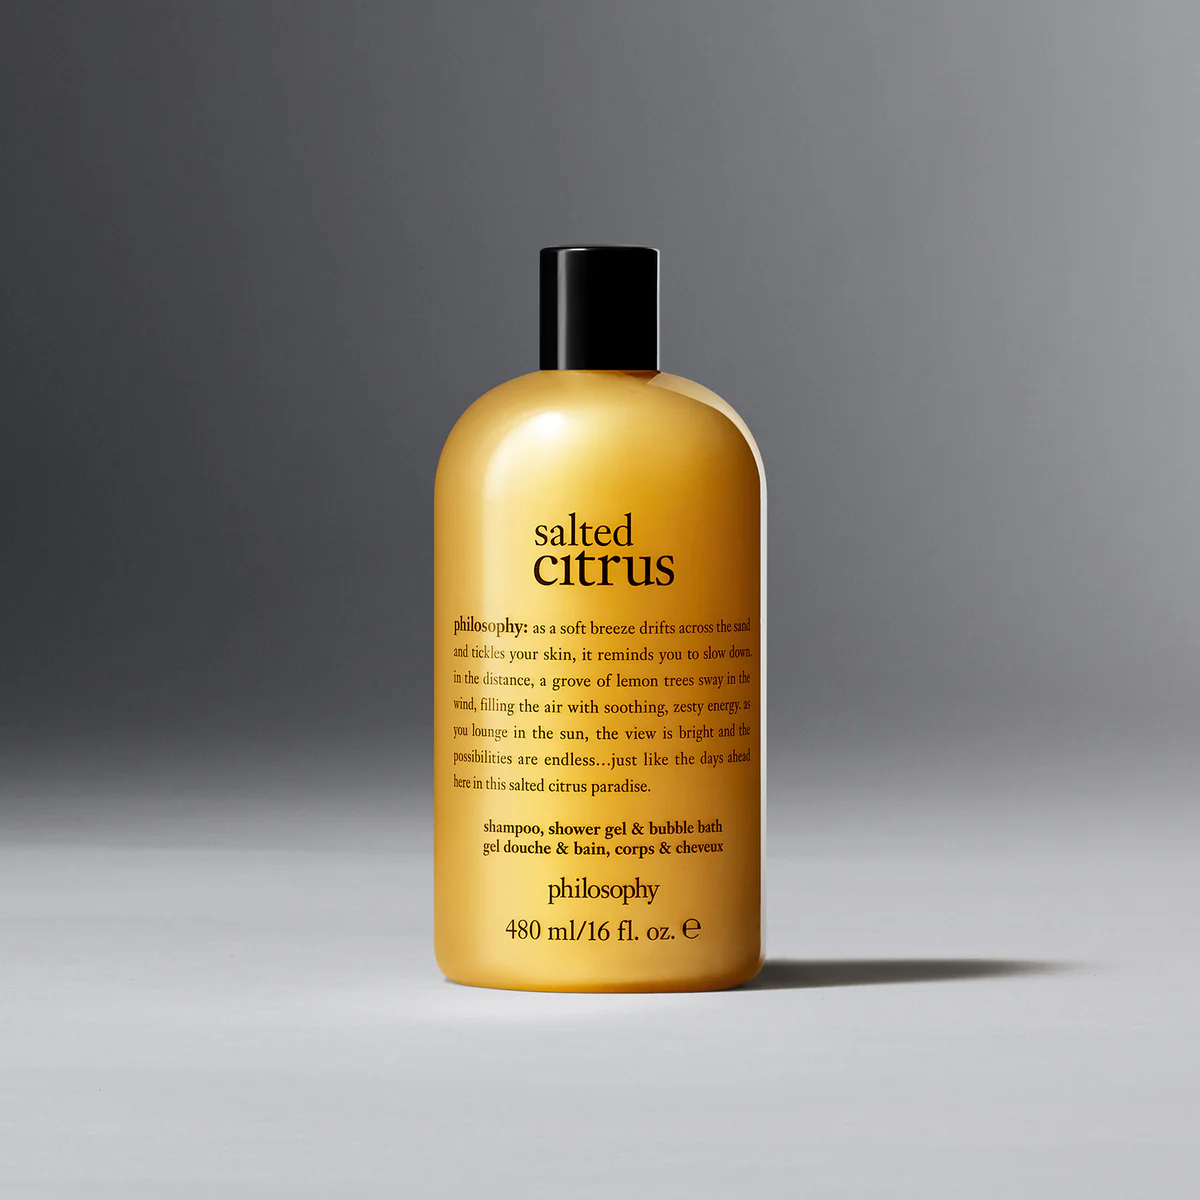 salted
citrus
philosophy: as a soft breeze drifts across the sand
and tickles your skin, it reminds you to slow down.
in the distance, a grove of lemon trees sway in the
wind, filling the air with soothing, zesty energy. as
you lounge in the sun, the view is bright and the
possibilities are endless...just like the days ahead
here in this salted citrus paradise.
shampoo, shower gel & bubble bath
gel douche & bain, corps & cheveux
philosophy
480 ml/16 fl. oz. ℮